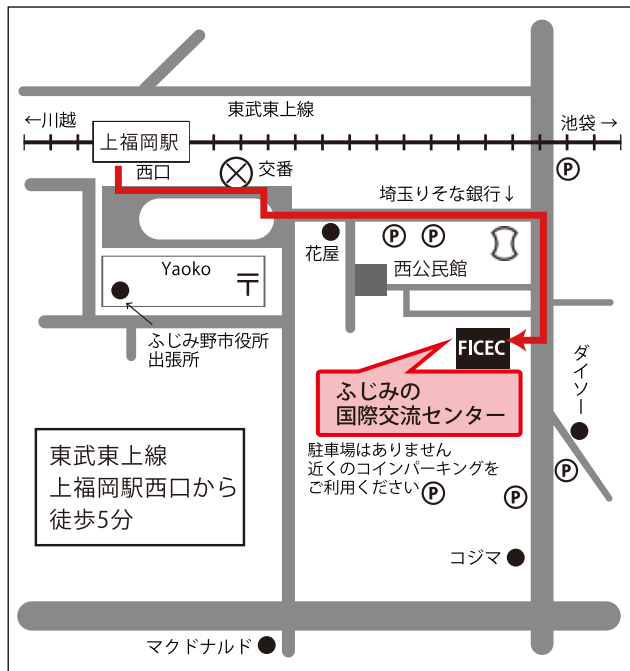 東武東上線
←川越
池袋→
上福岡駅
西口
交番
P
埼玉りそな銀行↓
花屋
P
P
西公民館
Yaoko
〒
ふじみ野市役所
出張所
FICEC
ダイソー
ふじみの
国際交流センター
東武東上線
上福岡駅西口から
徒歩5分
駐車場はありません
近くのコインパーキングを
ご利用ください
P
P
P
コジマ
マクドナルド